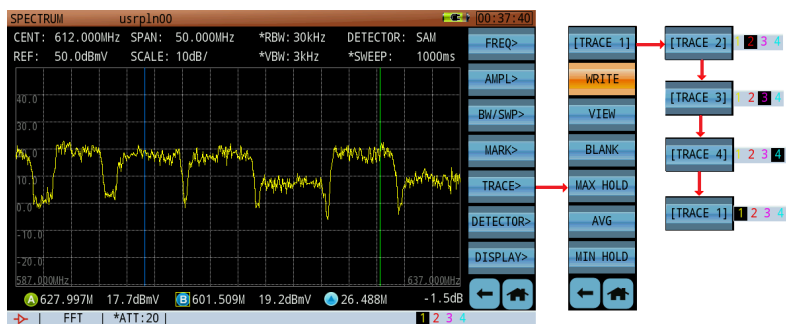 SPECTRUM usrpln00 00:37:40
CENT: 612.000MHz SPAN: 50.000MHz *RBW: 30kHz DETECTOR: SAM
REF: 50.0dBmV SCALE: 10dB/ *VBW: 3kHz *SWEEP: 1000ms
40.0
30.0
20.0
10.0
0.0
-10.0
-20.0
587.000MHz 637.000MHz
A 627.997M 17.7dBmV B 601.509M 19.2dBmV 26.488M -1.5dB
FFT | *ATT:20 | 1 2 3 4
FREQ>
AMPL>
BW/SWP>
MARK>
TRACE>
DETECTOR>
DISPLAY>
[TRACE 1]
WRITE
VIEW
BLANK
MAX HOLD
AVG
MIN HOLD
[TRACE 2] 1 2 3 4
[TRACE 3] 1 2 3 4
[TRACE 4] 1 2 3 4
[TRACE 1] 1 2 3 4